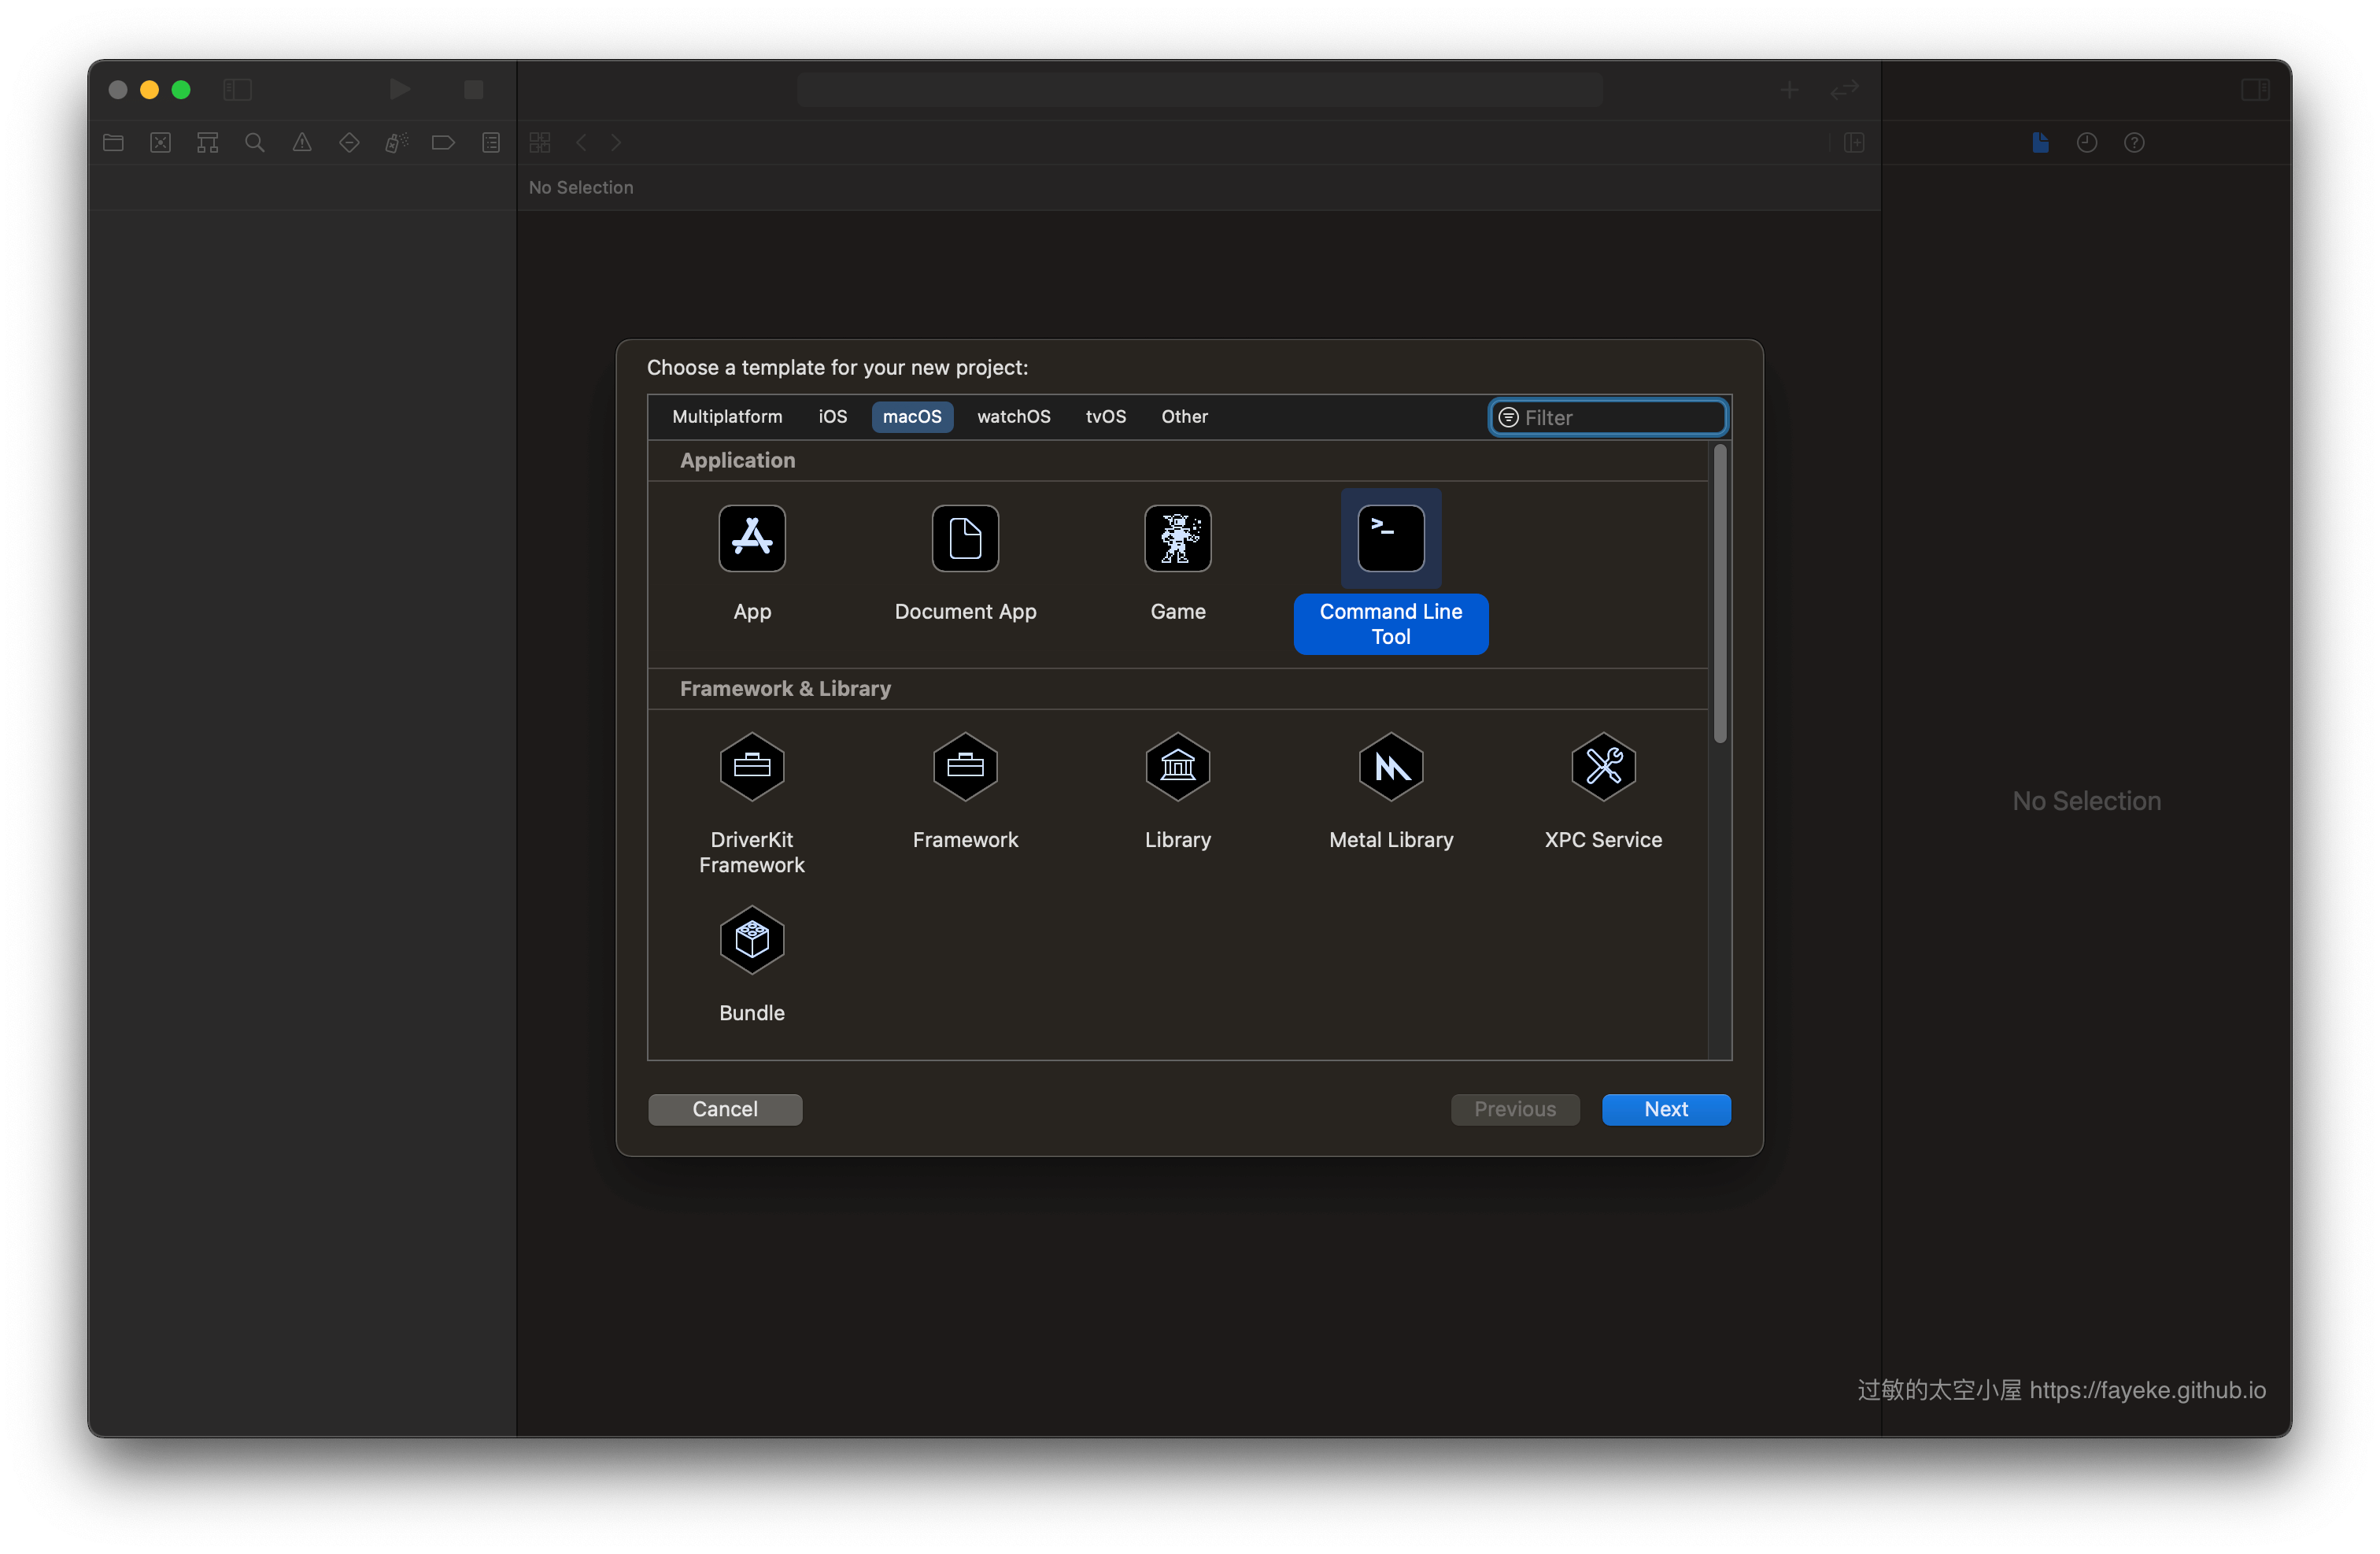 No Selection
Choose a template for your new project:
Multiplatform iOS macOS watchOS tvOS Other Filter
Application
>_
App Document App Game Command Line
Tool
Framework & Library
DriverKit Framework Library Metal Library XPC Service
Framework
Bundle
No Selection
Cancel Previous Next
过敏的太空小屋 https://fayeke.github.io